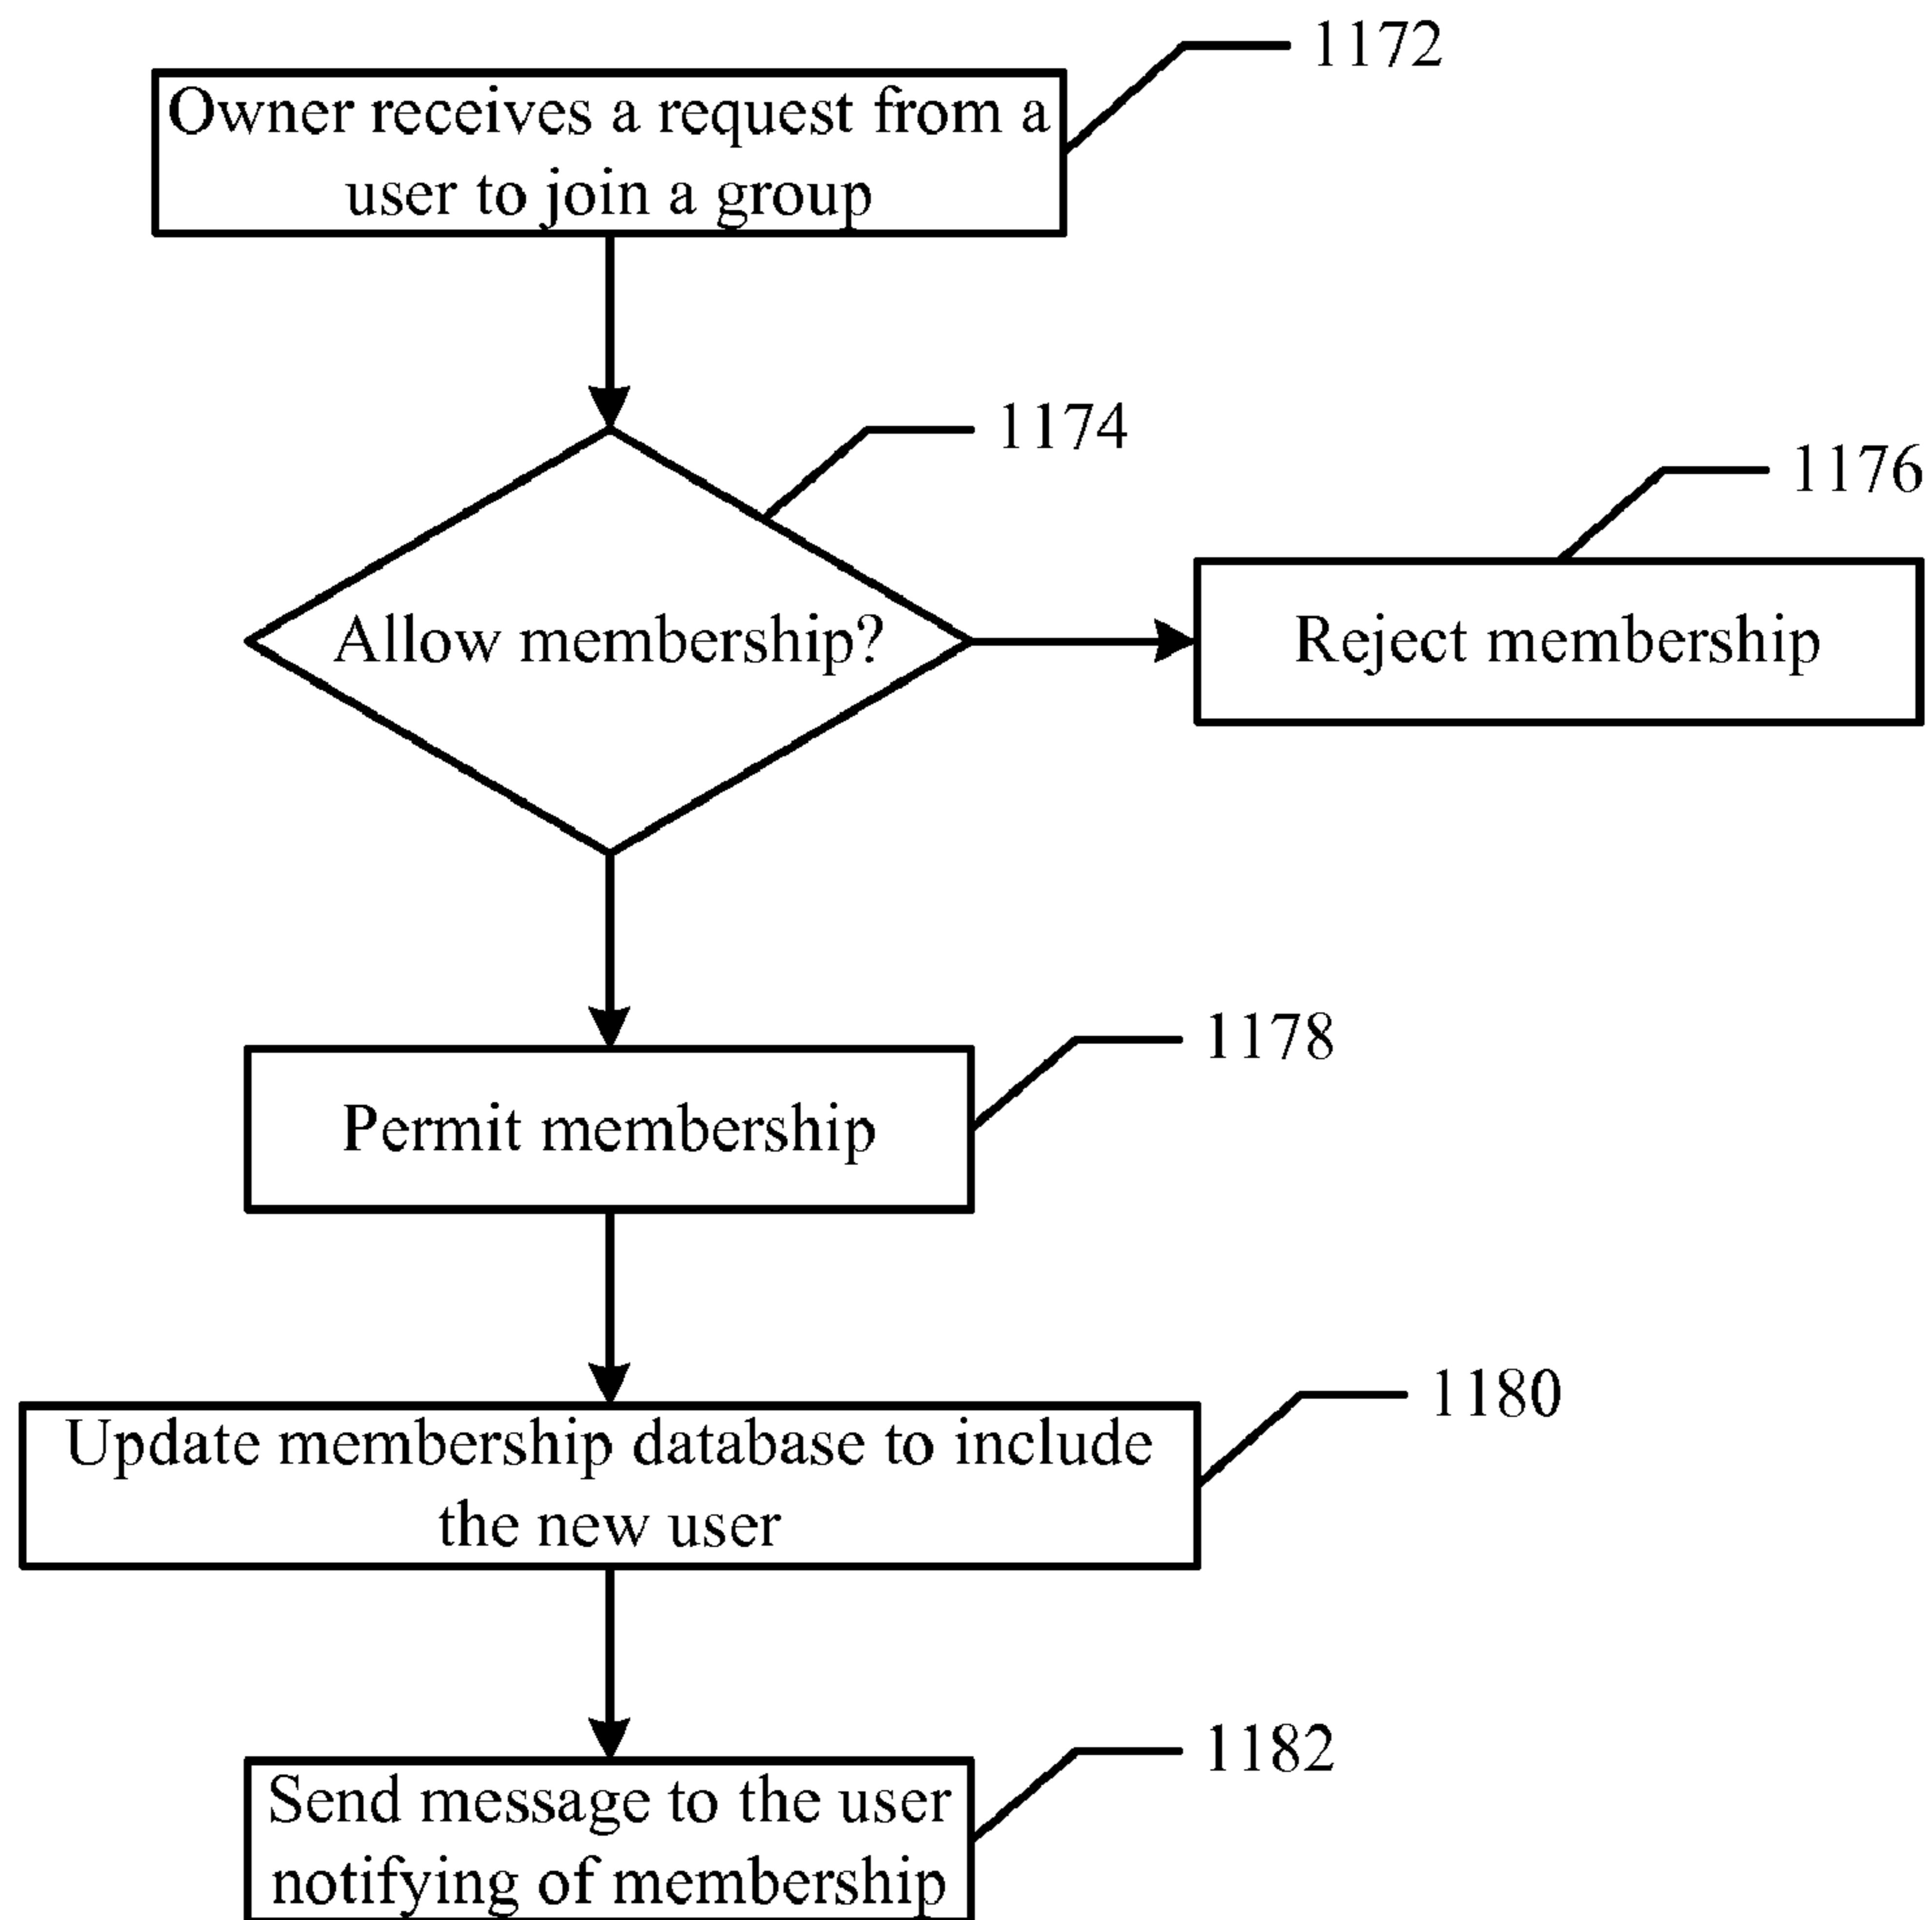 1172
Owner receives a request from a
user to join a group
1174
1176
Allow membership?
Reject membership
1178
Permit membership
1180
Update membership database to include
the new user
1182
Send message to the user
notifying of membership